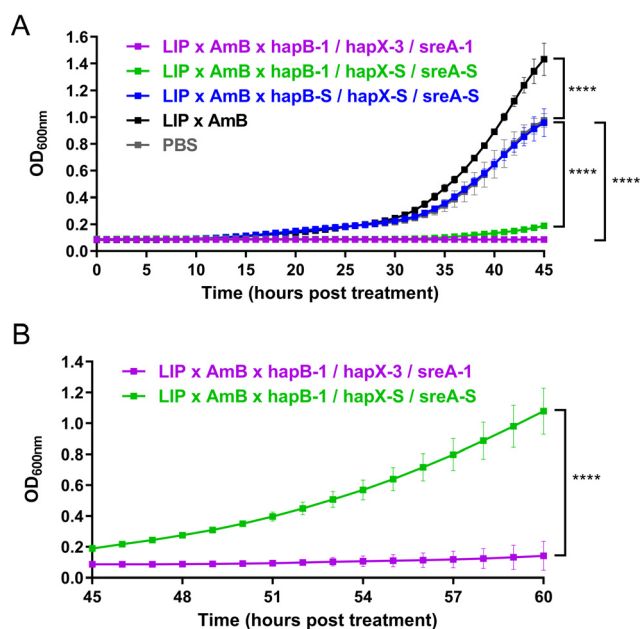 A
LIP x AmB x hapB-1 / hapX-3 / sreA-1
LIP x AmB x hapB-1 / hapX-S / sreA-S
LIP x AmB x hapB-S / hapX-S / sreA-S
LIP x AmB
PBS
OD600nm
1.6
1.4
1.2
1.0
0.8
0.6
0.4
0.2
0.0
0 5 10 15 20 25 30 35 40 45
Time (hours post treatment)
****
****
****
B
LIP x AmB x hapB-1 / hapX-3 / sreA-1
LIP x AmB x hapB-1 / hapX-S / sreA-S
OD600nm
1.4
1.2
1.0
0.8
0.6
0.4
0.2
0.0
45 48 51 54 57 60
Time (hours post treatment)
****